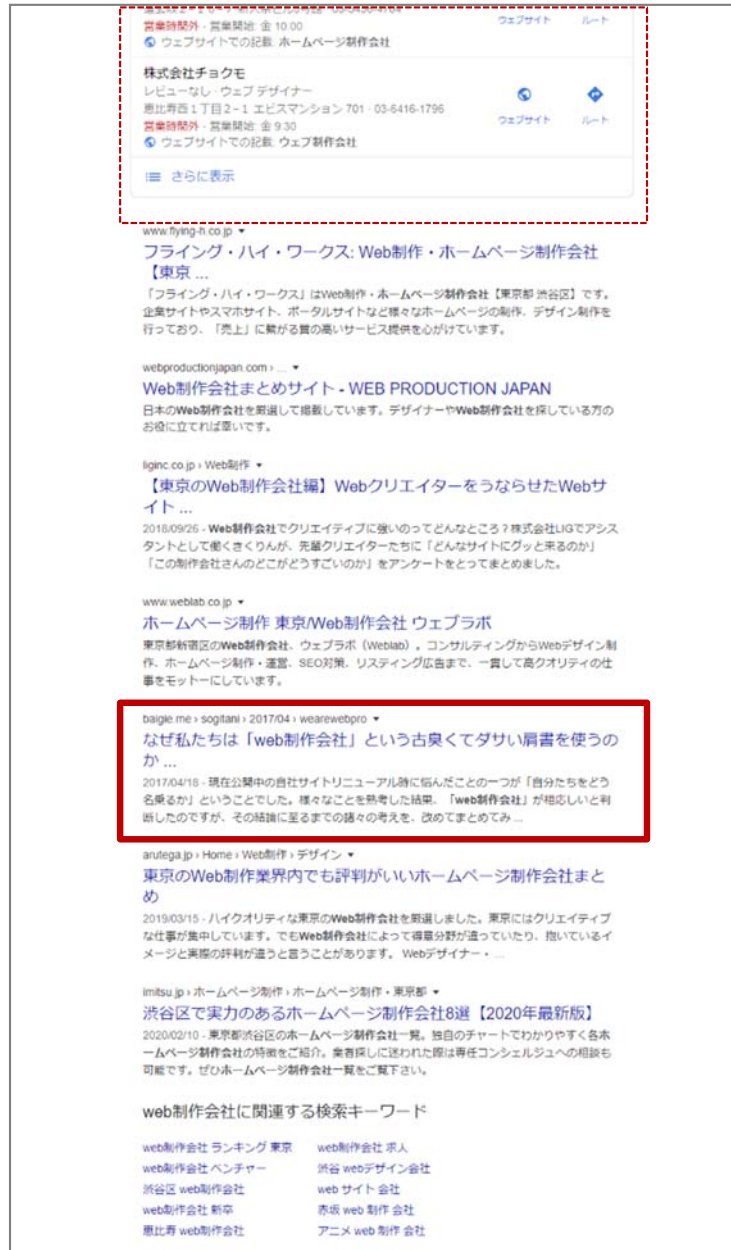 ウェブサイト ルート
営業時間外 · 営業開始: 金 10:00
ウェブサイトでの記載: ホームページ制作会社
株式会社チョクモ
レビューなし · ウェブ デザイナー
恵比寿西１丁目２−１ エビスマンション 701 · 03-6416-1796
営業時間外 · 営業開始: 金 9:30
ウェブサイト ルート
ウェブサイトでの記載: ウェブ制作会社
さらに表示
www.flying-h.co.jp
フライング・ハイ・ワークス: Web制作・ホームページ制作会社
【東京 ...
「フライング・ハイ・ワークス」はWeb制作・ホームページ制作会社【東京都 渋谷区】です。
企業サイトやスマホサイト、ポータルサイトなど様々なホームページの制作、デザイン制作を
行っており、「売上」に繋がる質の高いサービス提供を心がけています。
webproductionjapan.com › ...
Web制作会社まとめサイト - WEB PRODUCTION JAPAN
日本のWeb制作会社を厳選して掲載しています。デザイナーやWeb制作会社を探している方の
お役に立てれば幸いです。
liginc.co.jp › Web制作
【東京のWeb制作会社編】WebクリエイターをうならせたWebサ
イト ...
2018/09/26 - Web制作会社でクリエイティブに強いのってどんなところ？株式会社LIGでアシス
タントとして働くきくりんが、先輩クリエイターたちに「どんなサイトにグッと来るのか」
「この制作会社さんのどこがどうすごいのか」をアンケートをとってまとめました。
www.weblab.co.jp
ホームページ制作 東京/Web制作会社 ウェブラボ
東京都新宿区のWeb制作会社、ウェブラボ（Weblab）。コンサルティングからWebデザイン制
作、ホームページ制作・運営、SEO対策、リスティング広告まで、一貫して高クオリティの仕
事をモットーにしています。
baigie.me › sogitani › 2017/04 › wearewebpro
なぜ私たちは「web制作会社」という古臭くてダサい肩書を使うの
か ...
2017/04/18 - 現在公開中の自社サイトリニューアル時に悩んだことの一つが「自分たちをどう
名乗るか」ということでした。様々なことを熟考した結果、「web制作会社」が相応しいと判
断したのですが、その結論に至るまでの諸々の考えを、改めてまとめてみ ...
arutega.jp › Home › Web制作 › デザイン
東京のWeb制作業界内でも評判がいいホームページ制作会社まと
め
2019/03/15 - ハイクオリティな東京のWeb制作会社を厳選しました。東京にはクリエイティブ
な仕事が集中しています。でもWeb制作会社によって得意分野が違っていたり、抱いているイ
メージと実際の評判が違うと言うことがあります。 Webデザイナー・ ...
imitsu.jp › ホームページ制作 › ホームページ制作・東京都
渋谷区で実力のあるホームページ制作会社8選【2020年最新版】
2020/02/10 - 東京都渋谷区のホームページ制作会社一覧。独自のチャートでわかりやすく各ホ
ームページ制作会社の特徴をご紹介。業者探しに迷われた際は専任コンシェルジュへの相談も
可能です。ぜひホームページ制作会社一覧をご覧下さい。
web制作会社に関連する検索キーワード
web制作会社 ランキング 東京 web制作会社 求人
web制作会社 ベンチャー 渋谷 webデザイン会社
渋谷区 web制作会社 web サイト 会社
web制作会社 新卒 赤坂 web 制作 会社
恵比寿 web制作会社 アニメ web 制作 会社